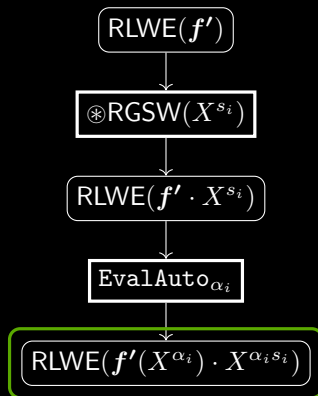 RLWE(𝒇′)
⊛RGSW(X^{s_i})
RLWE(𝒇′ · X^{s_i})
EvalAuto_{α_i}
RLWE(𝒇′(X^{α_i}) · X^{α_i s_i})